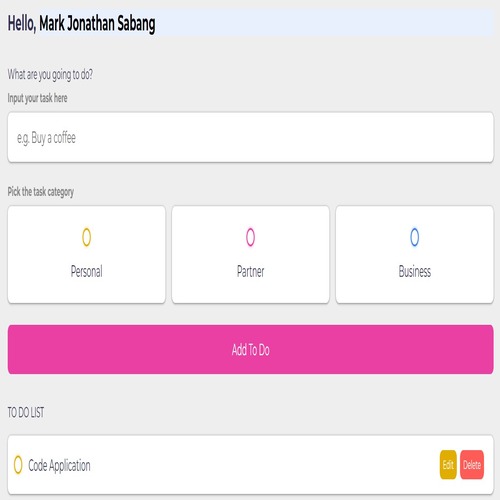 Hello, Mark Jonathan Sabang
What are you going to do?
Input your task here
e.g. Buy a coffee
Pick the task category
Personal
Partner
Business
Add To Do
TO DO LIST
Code Application
Edit
Delete